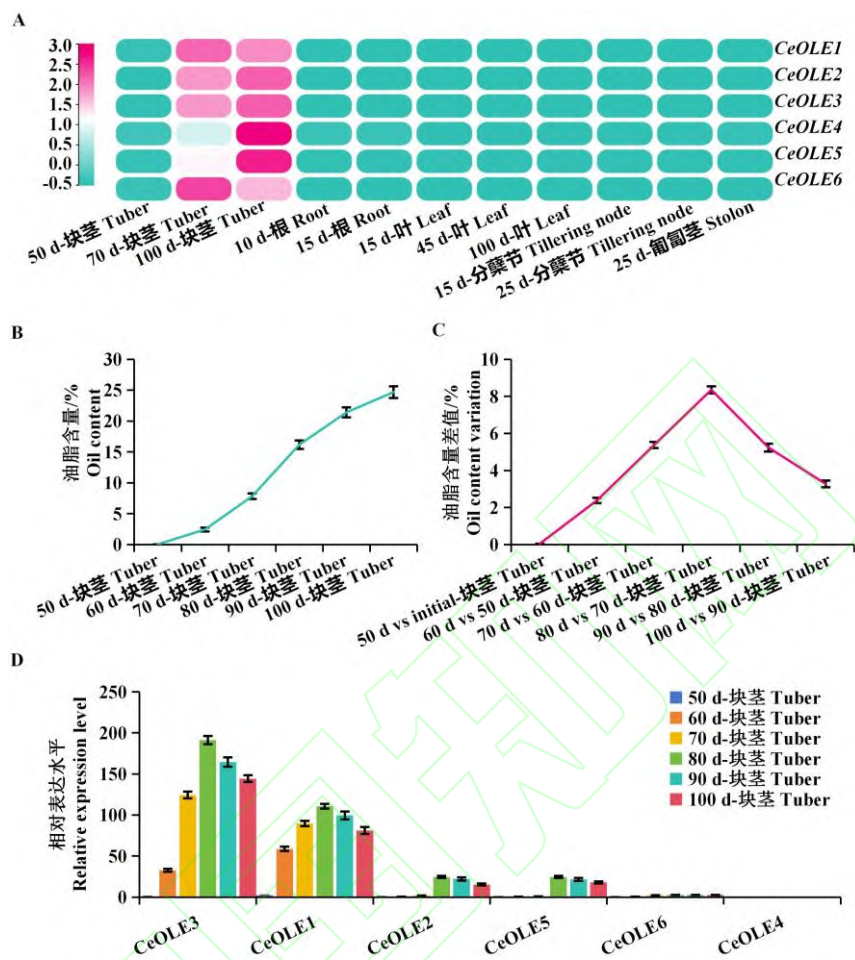 A
3.0
2.5
2.0
1.5
1.0
0.5
0.0
-0.5
CeOLE1
CeOLE2
CeOLE3
CeOLE4
CeOLE5
CeOLE6
50 d-块茎 Tuber
70 d-块茎 Tuber
100 d-块茎 Tuber
10 d-根 Root
15 d-根 Root
15 d-叶 Leaf
45 d-叶 Leaf
100 d-叶 Leaf
15 d-分蘖节 Tillering node
25 d-分蘖节 Tillering node
25 d-匍匐茎 Stolon
B
油脂含量/%
Oil content
30
25
20
15
10
5
0
50 d-块茎 Tuber
60 d-块茎 Tuber
70 d-块茎 Tuber
80 d-块茎 Tuber
90 d-块茎 Tuber
100 d-块茎 Tuber
C
油脂含量差值/%
Oil content variation
10
8
6
4
2
0
50 d vs initial-块茎 Tuber
60 d vs 50 d-块茎 Tuber
70 d vs 60 d-块茎 Tuber
80 d vs 70 d-块茎 Tuber
90 d vs 80 d-块茎 Tuber
100 d vs 90 d-块茎 Tuber
D
相对表达水平
Relative expression level
250
200
150
100
50
0
CeOLE3
CeOLE1
CeOLE2
CeOLE5
CeOLE6
CeOLE4
50 d-块茎 Tuber
60 d-块茎 Tuber
70 d-块茎 Tuber
80 d-块茎 Tuber
90 d-块茎 Tuber
100 d-块茎 Tuber